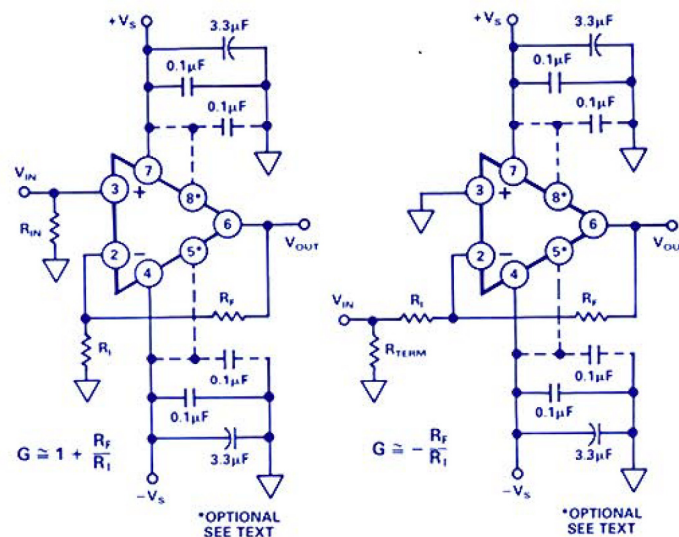 +Vs
3.3μF
0.1μF
0.1μF
7
VIN
3
+
8*
6
RIN
VOUT
2
−
5*
4
RF
RI
0.1μF
0.1μF
3.3μF
G ≅ 1 + RF/RI
−Vs
*OPTIONAL
SEE TEXT
+Vs
3.3μF
0.1μF
0.1μF
7
3
+
8*
6
2
−
5*
4
VOU
VIN
RI
RF
RTERM
0.1μF
0.1μF
3.3μF
G ≅ − RF/RI
−Vs
*OPTIONAL
SEE TEXT